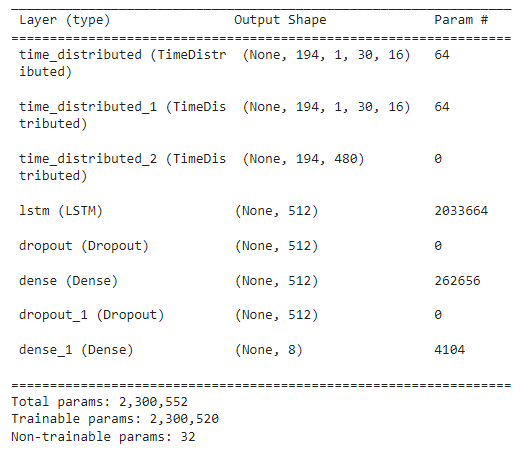 Layer (type) Output Shape Param #
time_distributed (TimeDistr (None, 194, 1, 30, 16) 64
ibuted)
time_distributed_1 (TimeDis (None, 194, 1, 30, 16) 64
tributed)
time_distributed_2 (TimeDis (None, 194, 480) 0
tributed)
lstm (LSTM) (None, 512) 2033664
dropout (Dropout) (None, 512) 0
dense (Dense) (None, 512) 262656
dropout_1 (Dropout) (None, 512) 0
dense_1 (Dense) (None, 8) 4104
Total params: 2,300,552
Trainable params: 2,300,520
Non-trainable params: 32